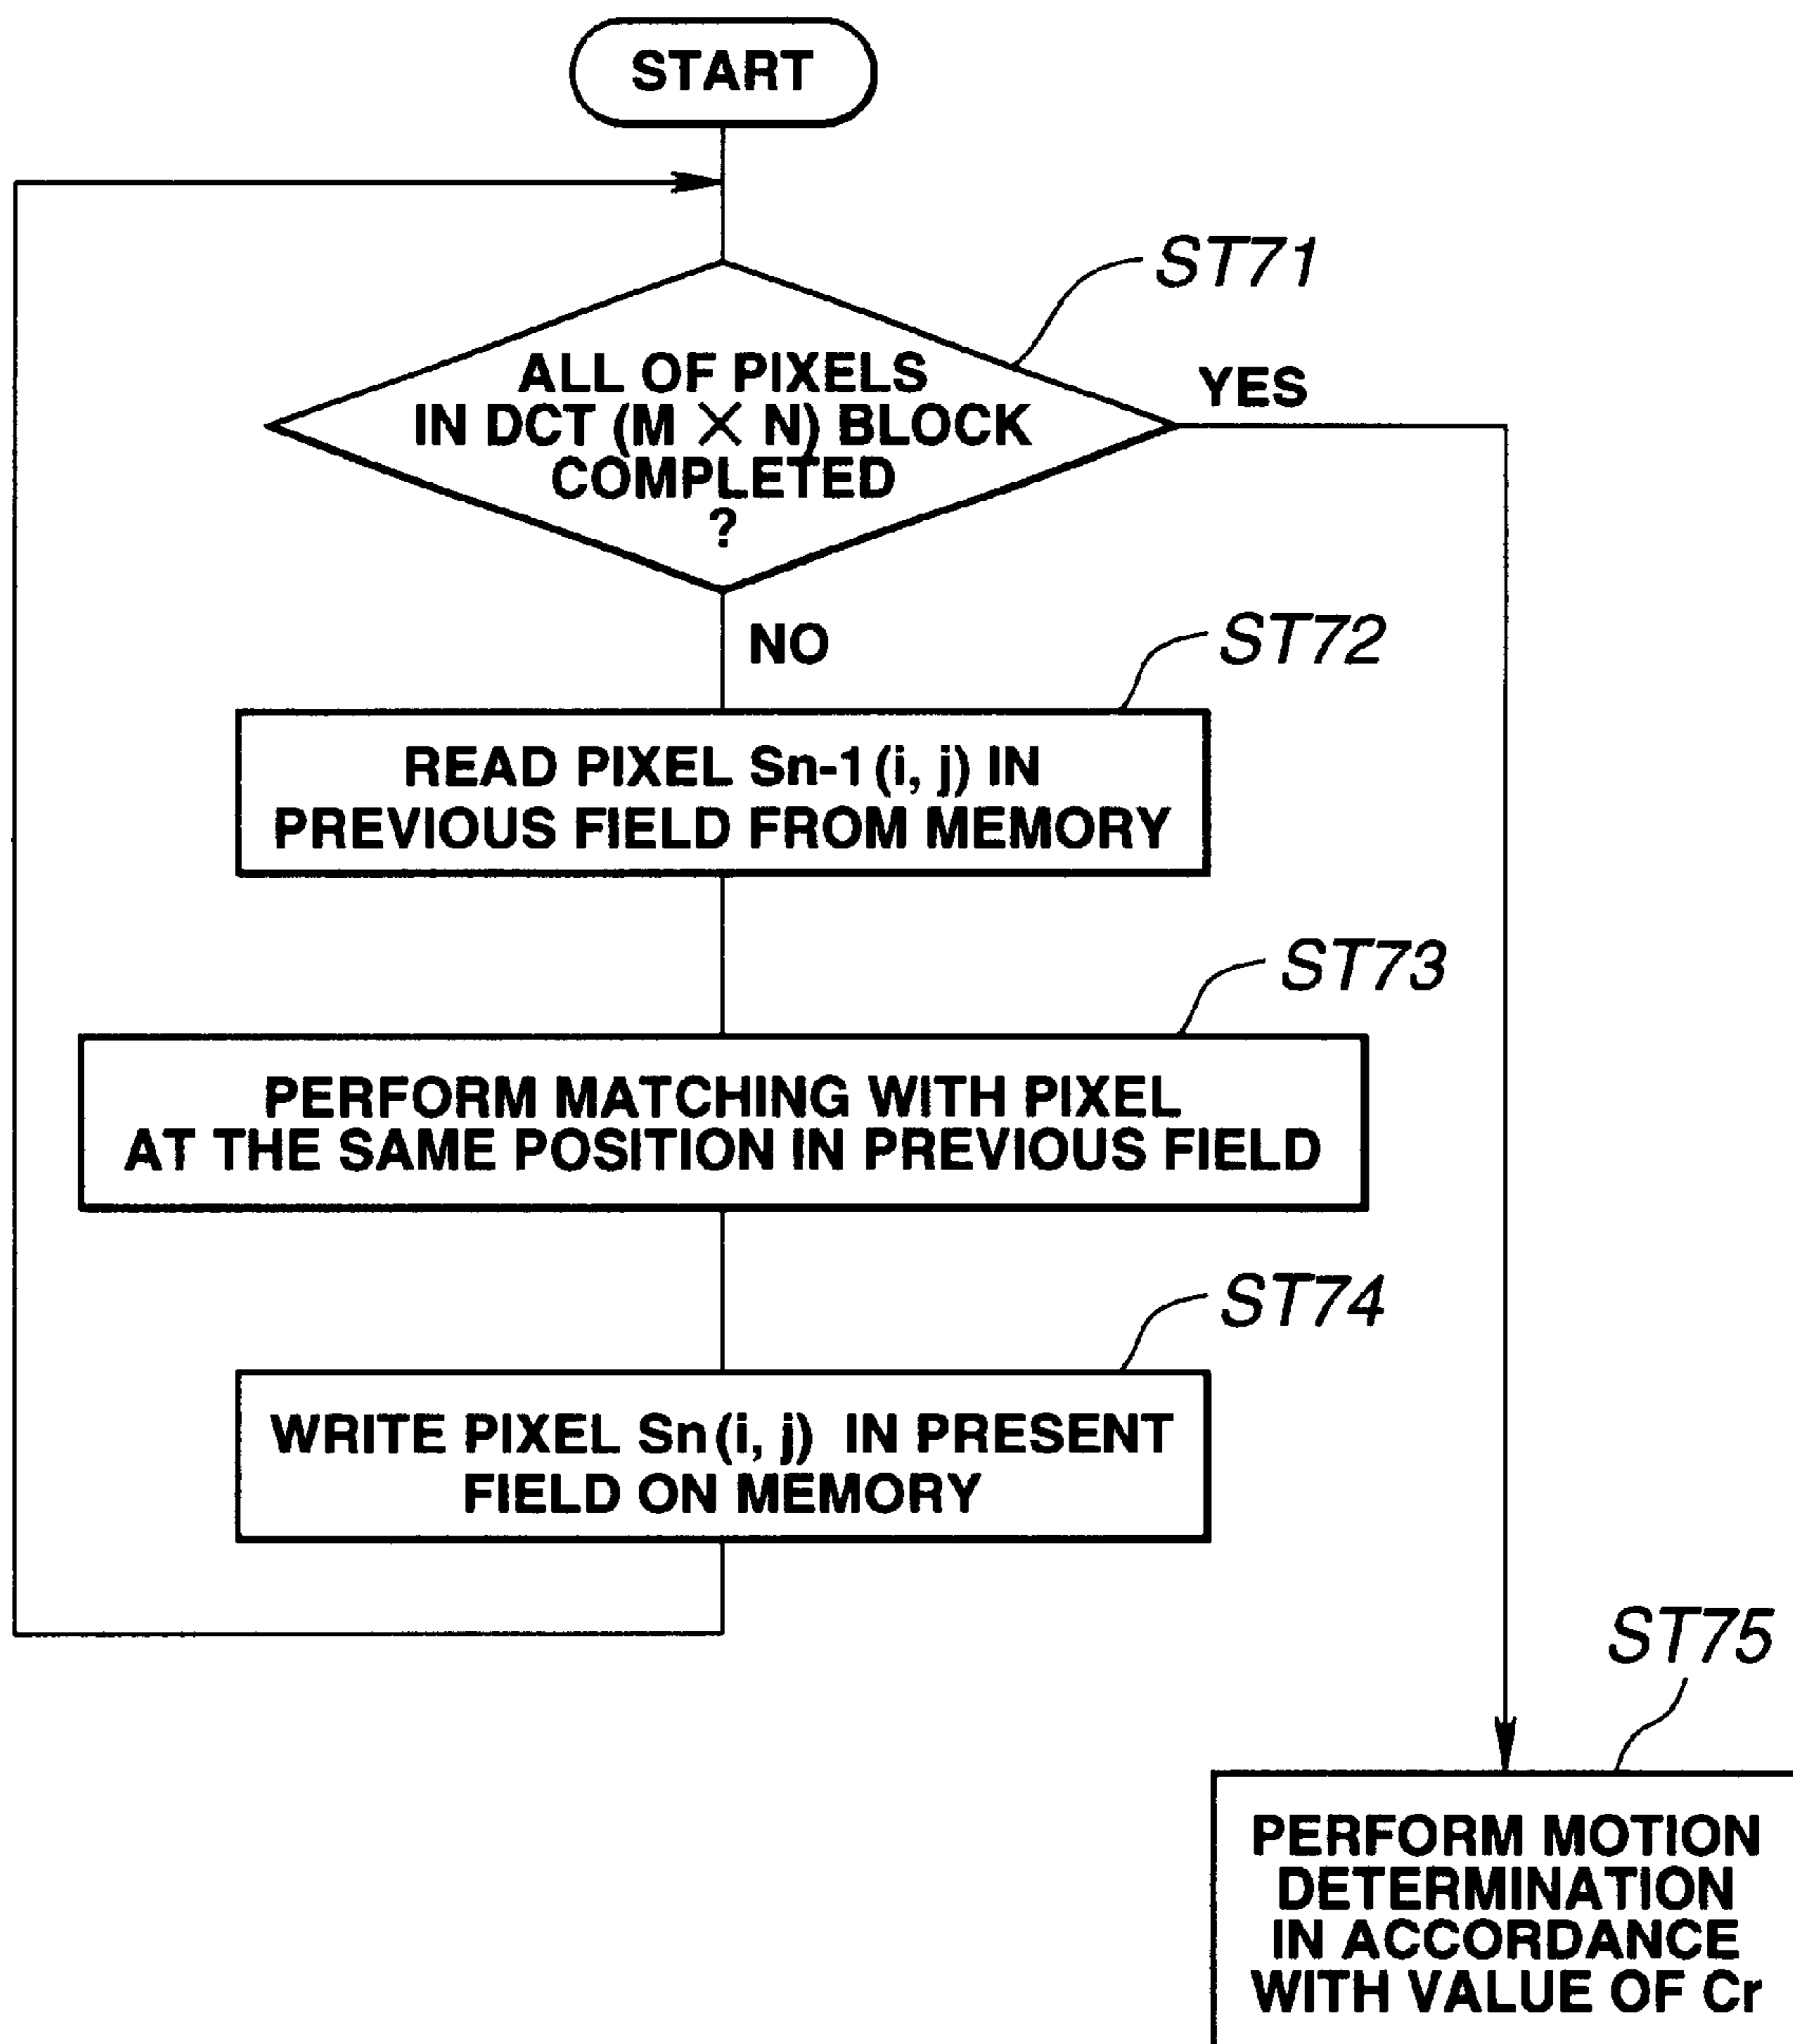 START
ST71
ALL OF PIXELS
IN DCT (M × N) BLOCK
COMPLETED
?
YES
NO
ST72
READ PIXEL Sn-1(i, j) IN
PREVIOUS FIELD FROM MEMORY
ST73
PERFORM MATCHING WITH PIXEL
AT THE SAME POSITION IN PREVIOUS FIELD
ST74
WRITE PIXEL Sn(i, j) IN PRESENT
FIELD ON MEMORY
ST75
PERFORM MOTION
DETERMINATION
IN ACCORDANCE
WITH VALUE OF Cr